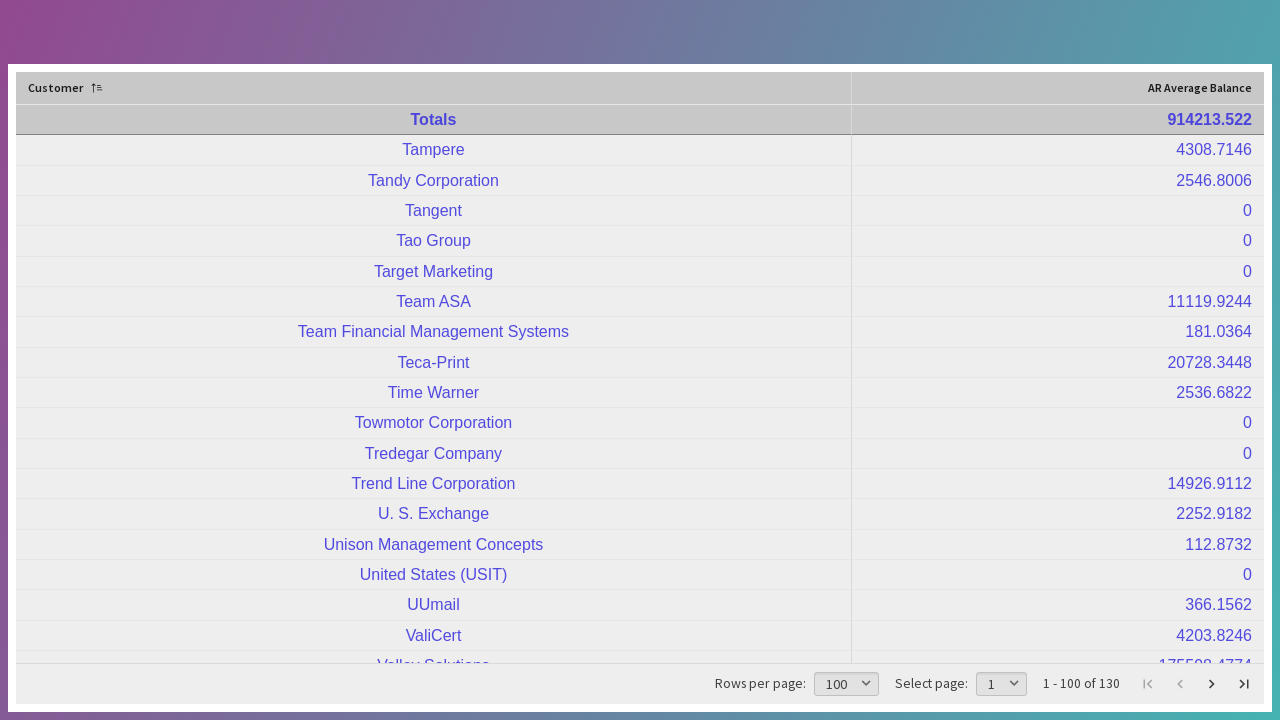 Customer AR Average Balance
Totals 914213.522
Tampere 4308.7146
Tandy Corporation 2546.8006
Tangent 0
Tao Group 0
Target Marketing 0
Team ASA 11119.9244
Team Financial Management Systems 181.0364
Teca-Print 20728.3448
Time Warner 2536.6822
Towmotor Corporation 0
Tredegar Company 0
Trend Line Corporation 14926.9112
U. S. Exchange 2252.9182
Unison Management Concepts 112.8732
United States (USIT) 0
UUmail 366.1562
ValiCert 4203.8246
Valley Solutions
Rows per page: 100 Select page: 1 1 - 100 of 130